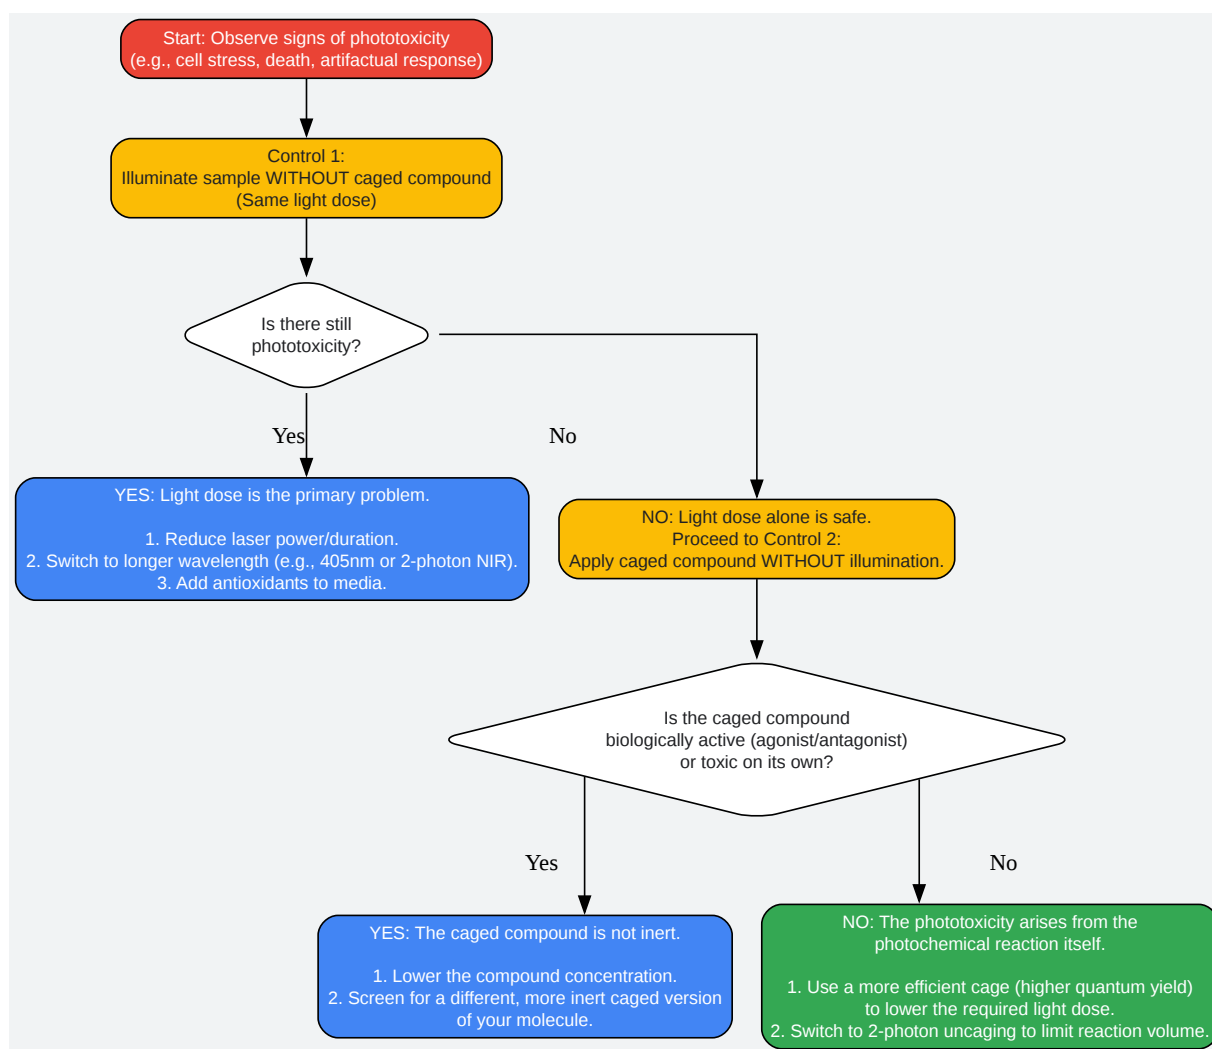 Start: Observe signs of phototoxicity
(e.g., cell stress, death, artifactual response)
Control 1:
Illuminate sample WITHOUT caged compound
(Same light dose)
Is there still
phototoxicity?
Yes
No
YES: Light dose is the primary problem.
1. Reduce laser power/duration.
2. Switch to longer wavelength (e.g., 405nm or 2-photon NIR).
3. Add antioxidants to media.
NO: Light dose alone is safe.
Proceed to Control 2:
Apply caged compound WITHOUT illumination.
Is the caged compound
biologically active (agonist/antagonist)
or toxic on its own?
Yes
No
YES: The caged compound is not inert.
1. Lower the compound concentration.
2. Screen for a different, more inert caged version
of your molecule.
NO: The phototoxicity arises from the
photochemical reaction itself.
1. Use a more efficient cage (higher quantum yield)
to lower the required light dose.
2. Switch to 2-photon uncaging to limit reaction volume.